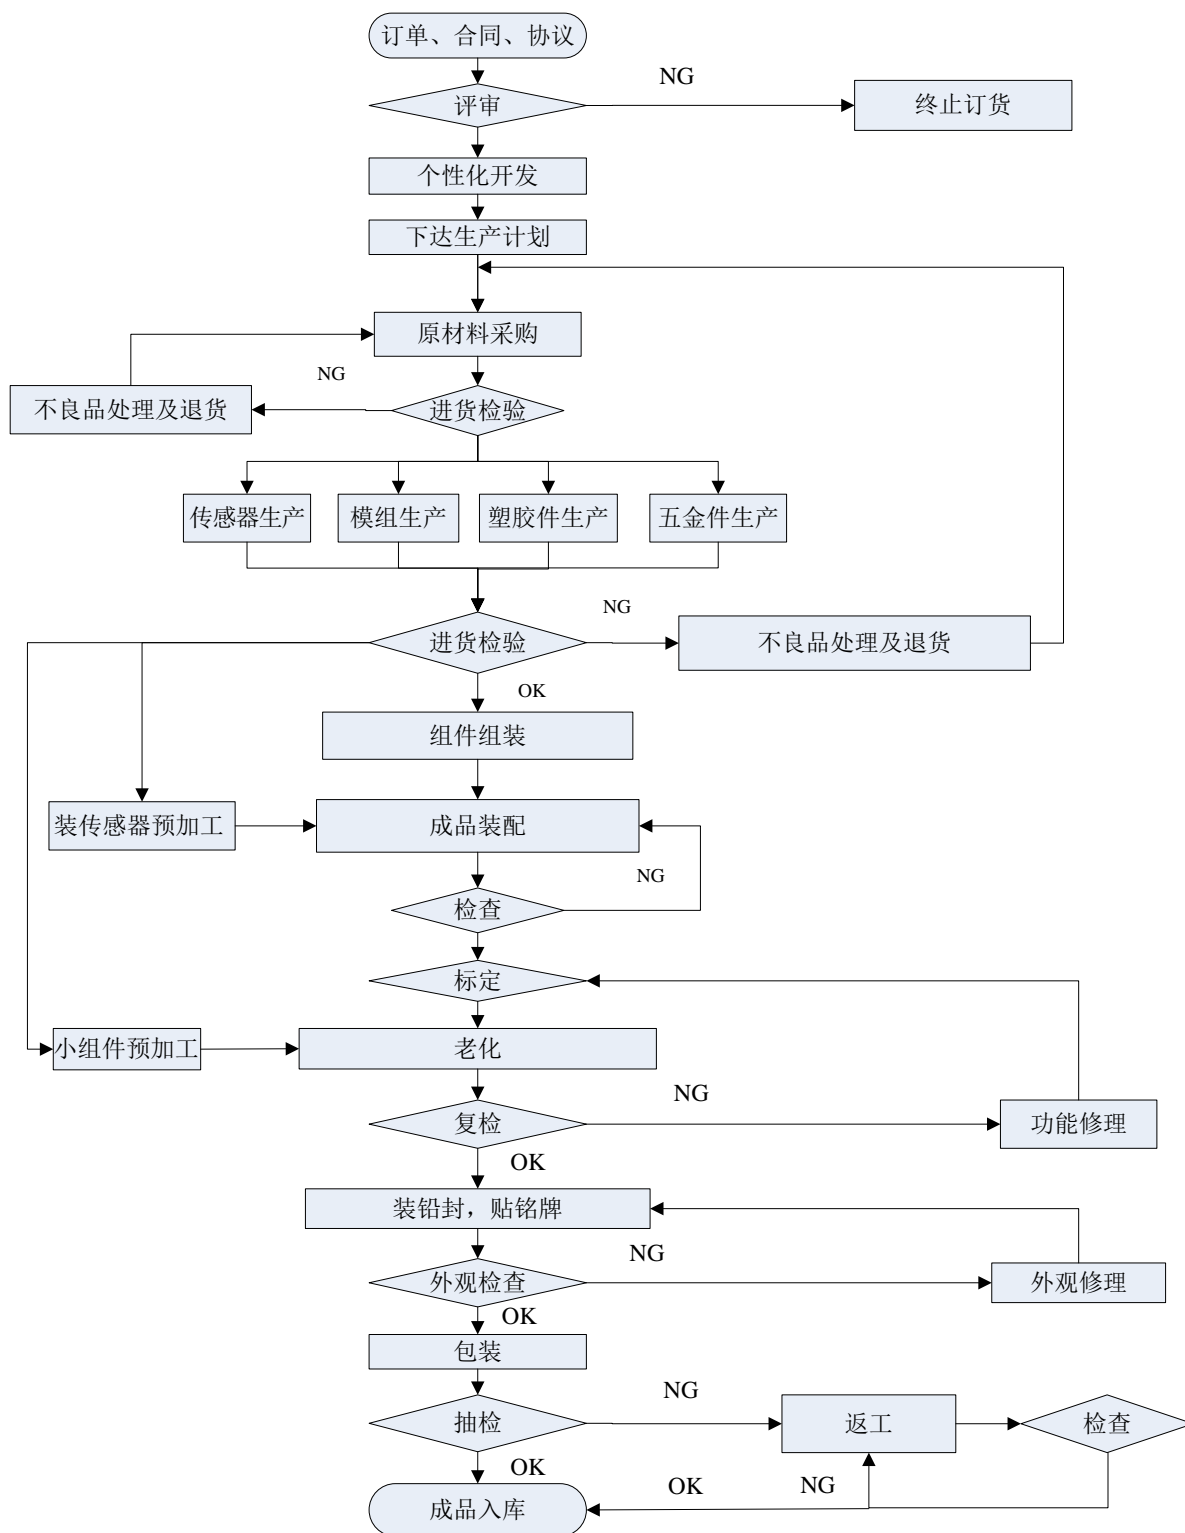 订单、合同、协议
NG
评审
终止订货
个性化开发
下达生产计划
原材料采购
NG
不良品处理及退货
进货检验
传感器生产
模组生产
塑胶件生产
五金件生产
NG
进货检验
不良品处理及退货
OK
组件组装
装传感器预加工
成品装配
NG
检查
标定
小组件预加工
老化
NG
复检
功能修理
OK
装铅封，贴铭牌
NG
外观检查
外观修理
OK
包装
NG
抽检
返工
检查
OK
OK
NG
成品入库